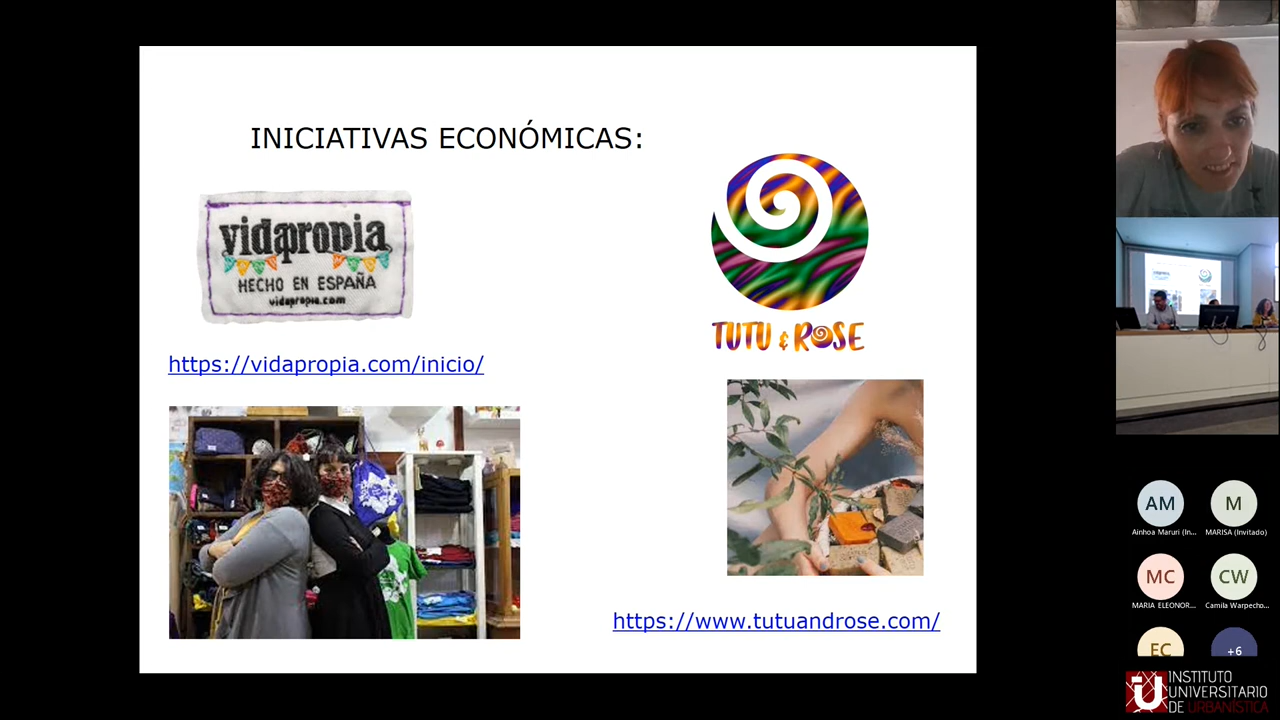 INICIATIVAS ECONÓMICAS:
vidapropia
HECHO EN ESPAÑA
vidapropia.com
TUTU & ROSE
https://vidapropia.com/inicio/
https://www.tutuandrose.com/
AM
M
Ainhoa Maruri (In...
MARISA (Invitado)
MC
CW
MARIA ELEONOR...
Camila Warpecho...
EC
+6
INSTITUTO
UNIVERSITARIO
DE URBANÍSTICA